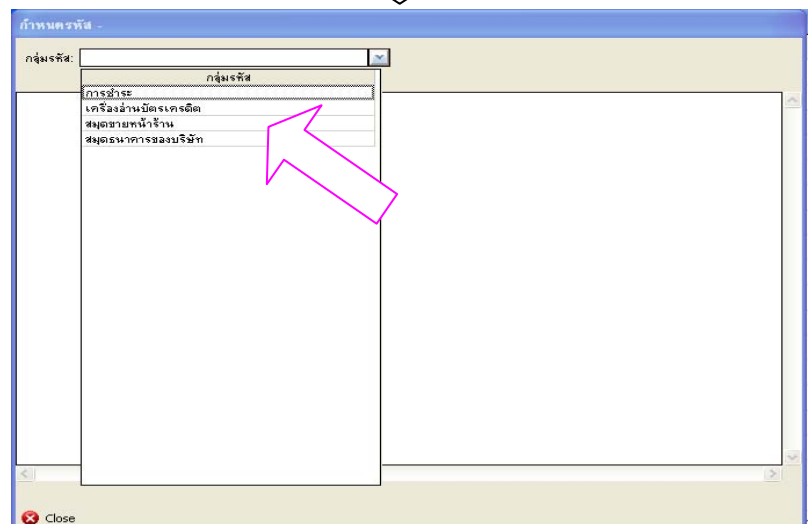 กำหนดรหัส -
กลุ่มรหัส:
กลุ่มรหัส
การชำระ
เครื่องอ่านบัตรเครดิต
สมุดขายหน้าร้าน
สมุดธนาคารของบริษัท
Close